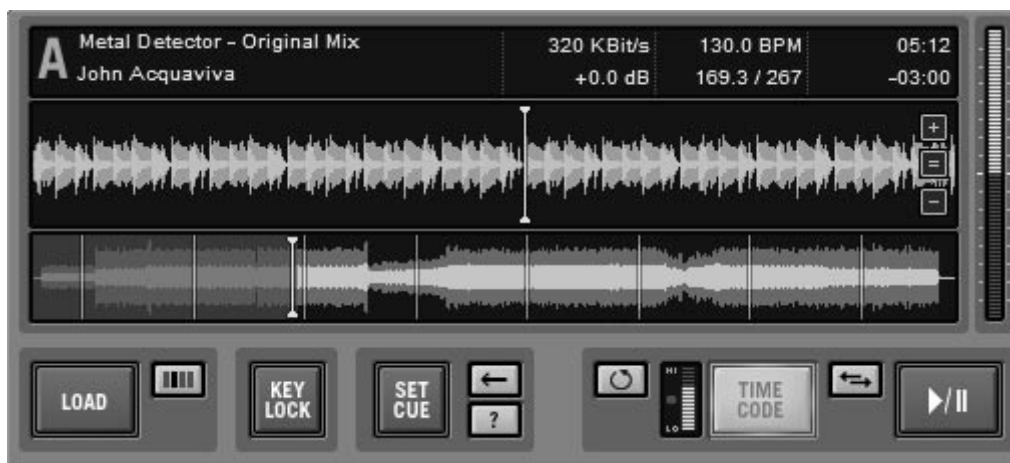 A
Metal Detector - Original Mix
John Acquaviva
320 KBit/s
+0.0 dB
130.0 BPM
169.3 / 267
05:12
-03:00
+
=
−
LOAD
KEY
LOCK
SET
CUE
?
HI
LO
TIME
CODE